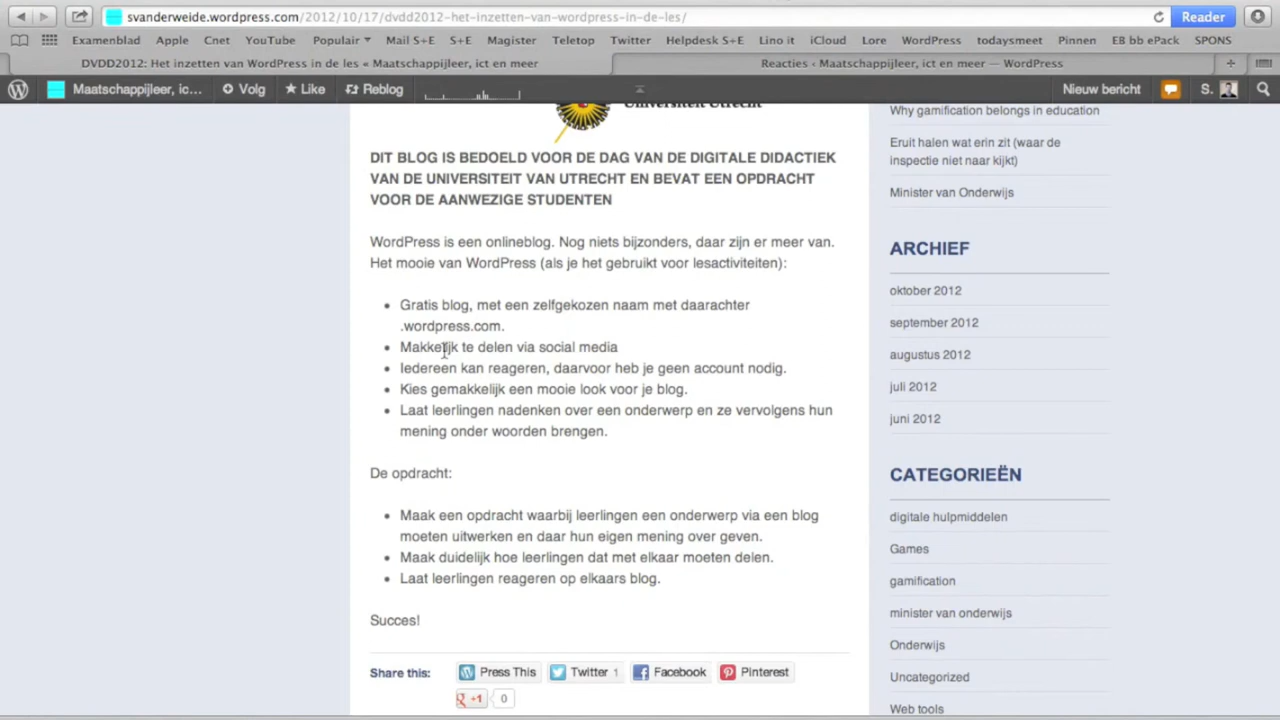 svanderweide.wordpress.com/2012/10/17/dvdd2012-het-inzetten-van-wordpress-in-de-les/
Reader
Examenblad Apple Cnet YouTube Populair Mail S+E S+E Magister Teletop Twitter Helpdesk S+E Lino it iCloud Lore WordPress todaysmeet Pinnen EB bb ePack SPONS
DVDD2012: Het inzetten van WordPress in de les « Maatschappijleer, ict en meer
Reacties ‹ Maatschappijleer, ict en meer — WordPress
Maatschappijleer, ic... Volg Like Reblog Nieuw bericht S.
Universiteit Utrecht
DIT BLOG IS BEDOELD VOOR DE DAG VAN DE DIGITALE DIDACTIEK
VAN DE UNIVERSITEIT VAN UTRECHT EN BEVAT EEN OPDRACHT
VOOR DE AANWEZIGE STUDENTEN
WordPress is een onlineblog. Nog niets bijzonders, daar zijn er meer van.
Het mooie van WordPress (als je het gebruikt voor lesactiviteiten):
• Gratis blog, met een zelfgekozen naam met daarachter
.wordpress.com.
• Makkelijk te delen via social media
• Iedereen kan reageren, daarvoor heb je geen account nodig.
• Kies gemakkelijk een mooie look voor je blog.
• Laat leerlingen nadenken over een onderwerp en ze vervolgens hun
mening onder woorden brengen.
De opdracht:
• Maak een opdracht waarbij leerlingen een onderwerp via een blog
moeten uitwerken en daar hun eigen mening over geven.
• Maak duidelijk hoe leerlingen dat met elkaar moeten delen.
• Laat leerlingen reageren op elkaars blog.
Succes!
Share this: Press This Twitter 1 Facebook Pinterest
+1 0
Why gamification belongs in education
Eruit halen wat erin zit (waar de
inspectie niet naar kijkt)
Minister van Onderwijs
ARCHIEF
oktober 2012
september 2012
augustus 2012
juli 2012
juni 2012
CATEGORIEËN
digitale hulpmiddelen
Games
gamification
minister van onderwijs
Onderwijs
Uncategorized
Web tools